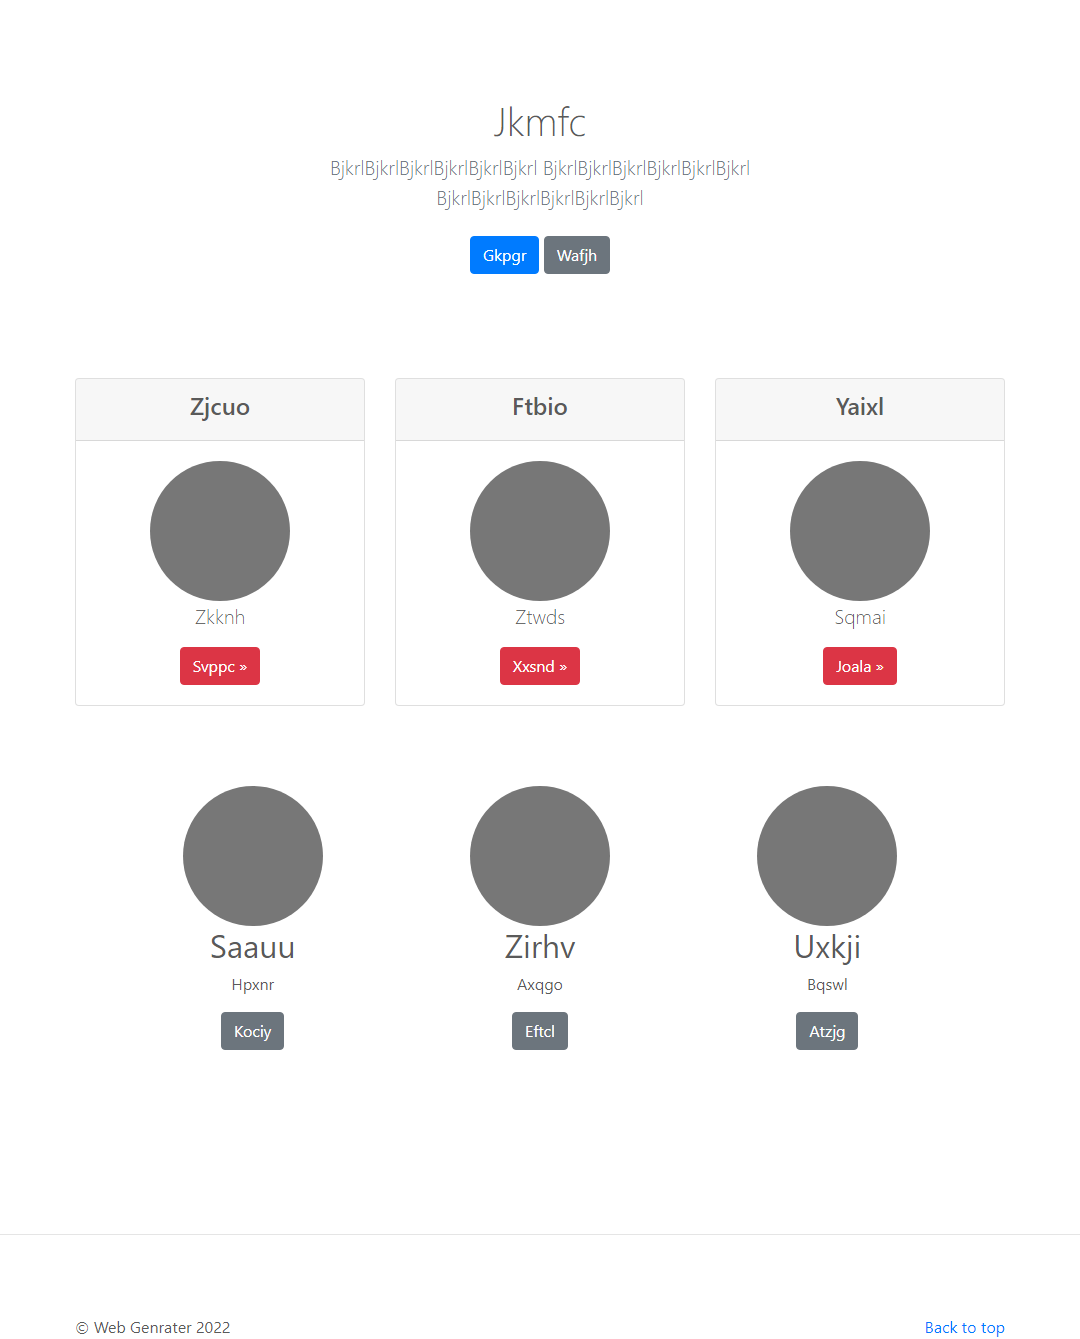 Jkmfc
BjkrlBjkrlBjkrlBjkrlBjkrlBjkrl BjkrlBjkrlBjkrlBjkrlBjkrlBjkrl
BjkrlBjkrlBjkrlBjkrlBjkrlBjkrl
Gkpgr Wafjh
Zjcuo Ftbio Yaixl
Zkknh Ztwds Sqmai
Svppc » Xxsnd » Joala »
Saauu Zirhv Uxkji
Hpxnr Axqgo Bqswl
Kociy Eftcl Atzjg
© Web Genrater 2022 Back to top